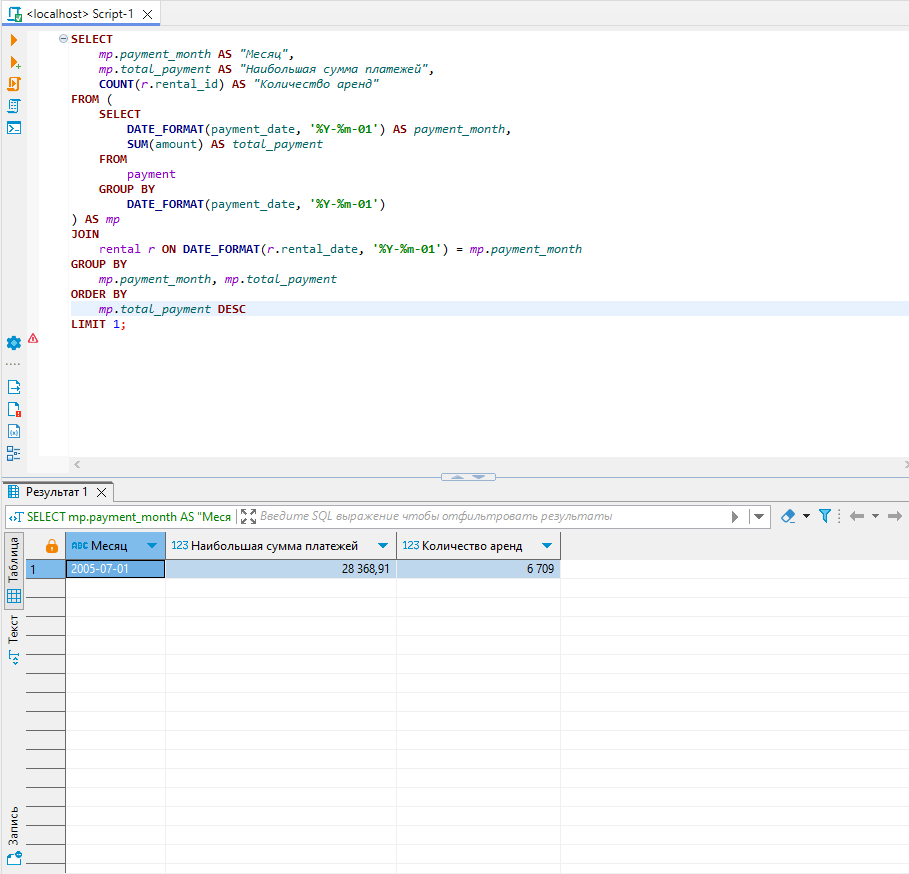 <localhost> Script-1
SELECT
mp.payment_month AS "Месяц",
mp.total_payment AS "Наибольшая сумма платежей",
COUNT(r.rental_id) AS "Количество аренд"
FROM (
SELECT
DATE_FORMAT(payment_date, '%Y-%m-01') AS payment_month,
SUM(amount) AS total_payment
FROM
payment
GROUP BY
DATE_FORMAT(payment_date, '%Y-%m-01')
) AS mp
JOIN
rental r ON DATE_FORMAT(r.rental_date, '%Y-%m-01') = mp.payment_month
GROUP BY
mp.payment_month, mp.total_payment
ORDER BY
mp.total_payment DESC
LIMIT 1;
Результат 1
SELECT mp.payment_month AS "Меся
Введите SQL выражение чтобы отфильтровать результаты
Таблица
Текст
Запись
ABC Месяц 123 Наибольшая сумма платежей 123 Количество аренд
1 2005-07-01 28 368,91 6 709